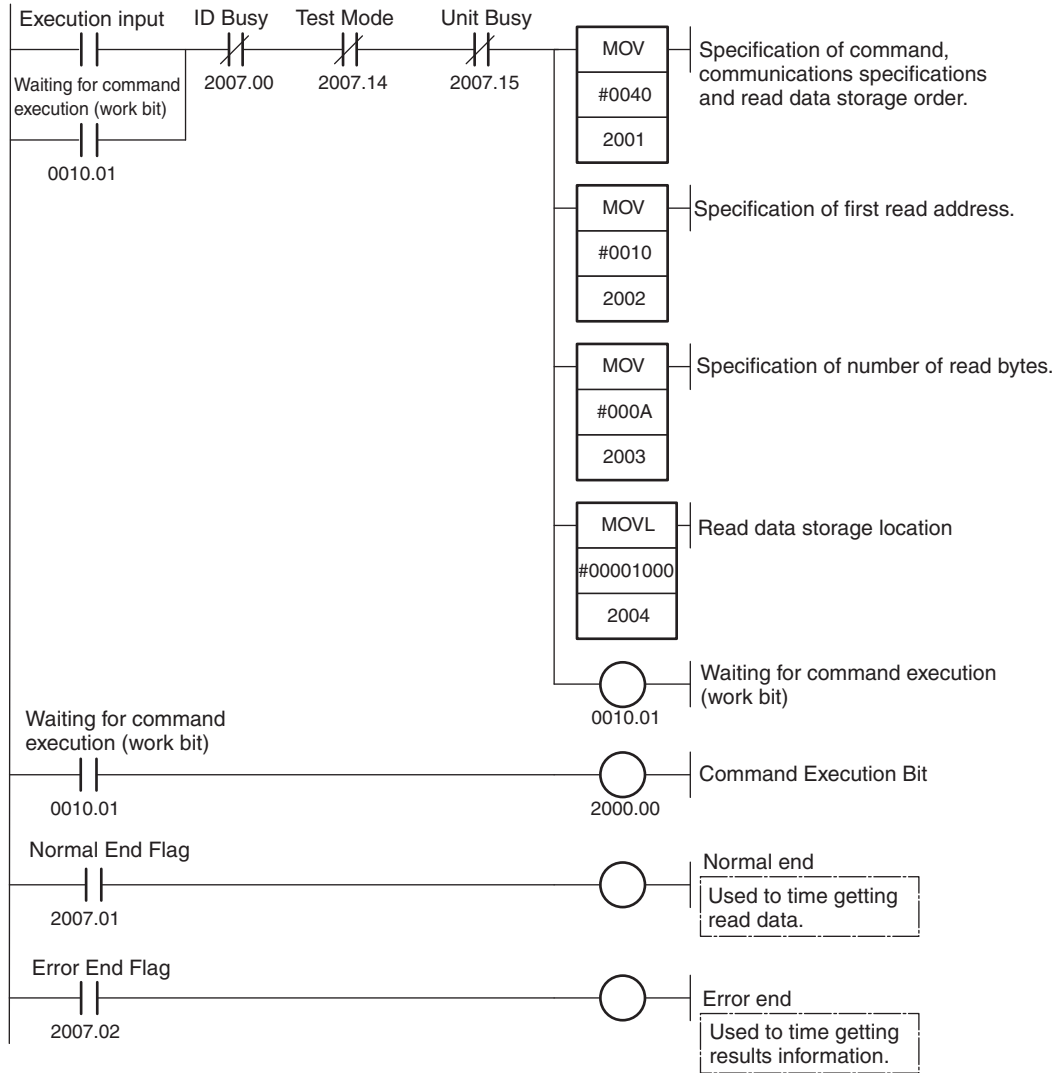 Execution input
ID Busy
Test Mode
Unit Busy
2007.00
2007.14
2007.15
Waiting for command
execution (work bit)
0010.01
MOV
#0040
2001
Specification of command,
communications specifications
and read data storage order.
MOV
#0010
2002
Specification of first read address.
MOV
#000A
2003
Specification of number of read bytes.
MOVL
#00001000
2004
Read data storage location
0010.01
Waiting for command execution
(work bit)
Waiting for command
execution (work bit)
0010.01
2000.00
Command Execution Bit
Normal End Flag
2007.01
Normal end
Used to time getting
read data.
Error End Flag
2007.02
Error end
Used to time getting
results information.